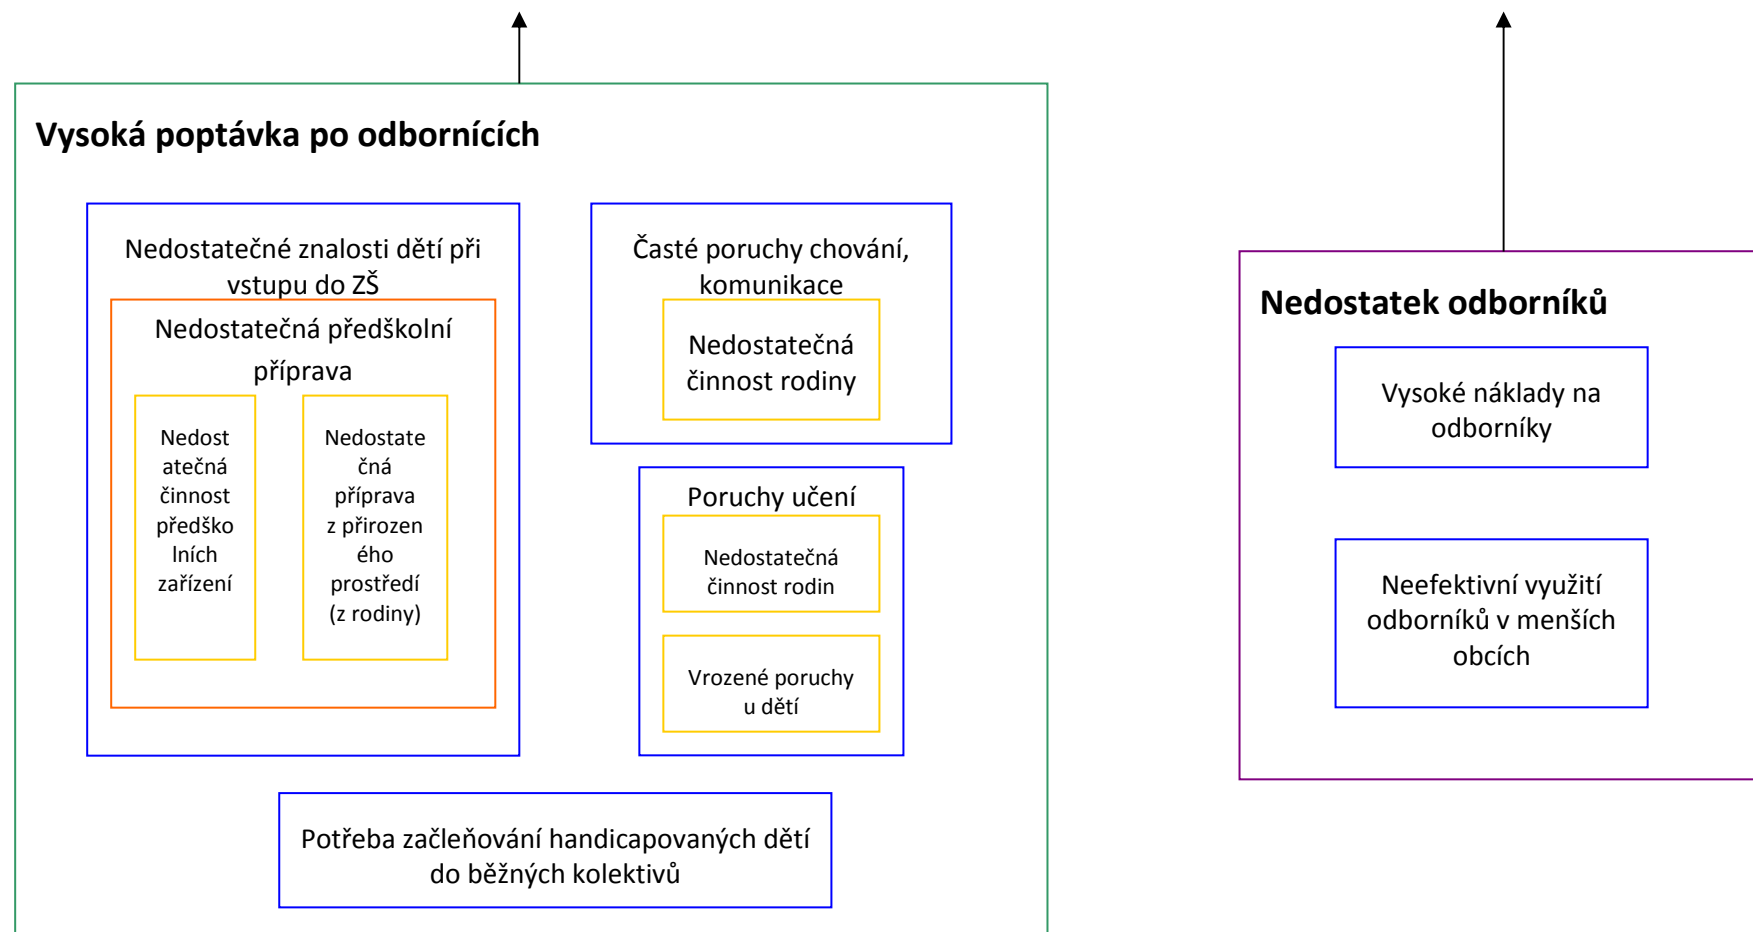 Vysoká poptávka po odbornících
Nedostatečné znalosti dětí při
vstupu do ZŠ
Nedostatečná předškolní
příprava
Nedost
atečná
činnost
předško
lních
zařízení
Nedostate
čná
příprava
z přirozen
ého
prostředí
(z rodiny)
Časté poruchy chování,
komunikace
Nedostatečná
činnost rodiny
Poruchy učení
Nedostatečná
činnost rodin
Vrozené poruchy
u dětí
Potřeba začleňování handicapovaných dětí
do běžných kolektivů
Nedostatek odborníků
Vysoké náklady na
odborníky
Neefektivní využití
odborníků v menších
obcích